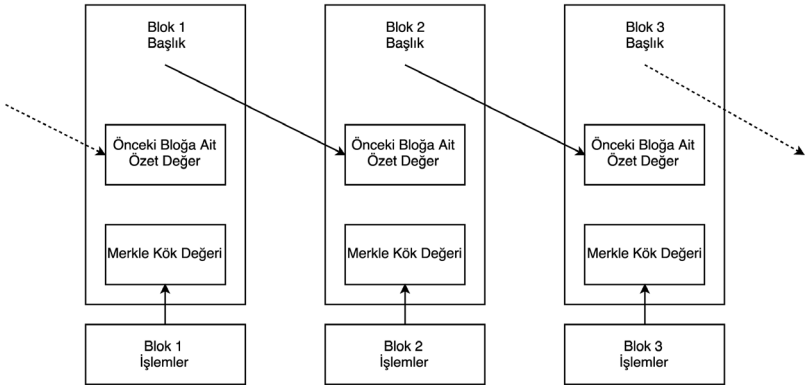 Blok 1
Başlık
Önceki Bloğa Ait
Özet Değer
Merkle Kök Değeri
Blok 1
İşlemler
Blok 2
Başlık
Önceki Bloğa Ait
Özet Değer
Merkle Kök Değeri
Blok 2
İşlemler
Blok 3
Başlık
Önceki Bloğa Ait
Özet Değer
Merkle Kök Değeri
Blok 3
İşlemler